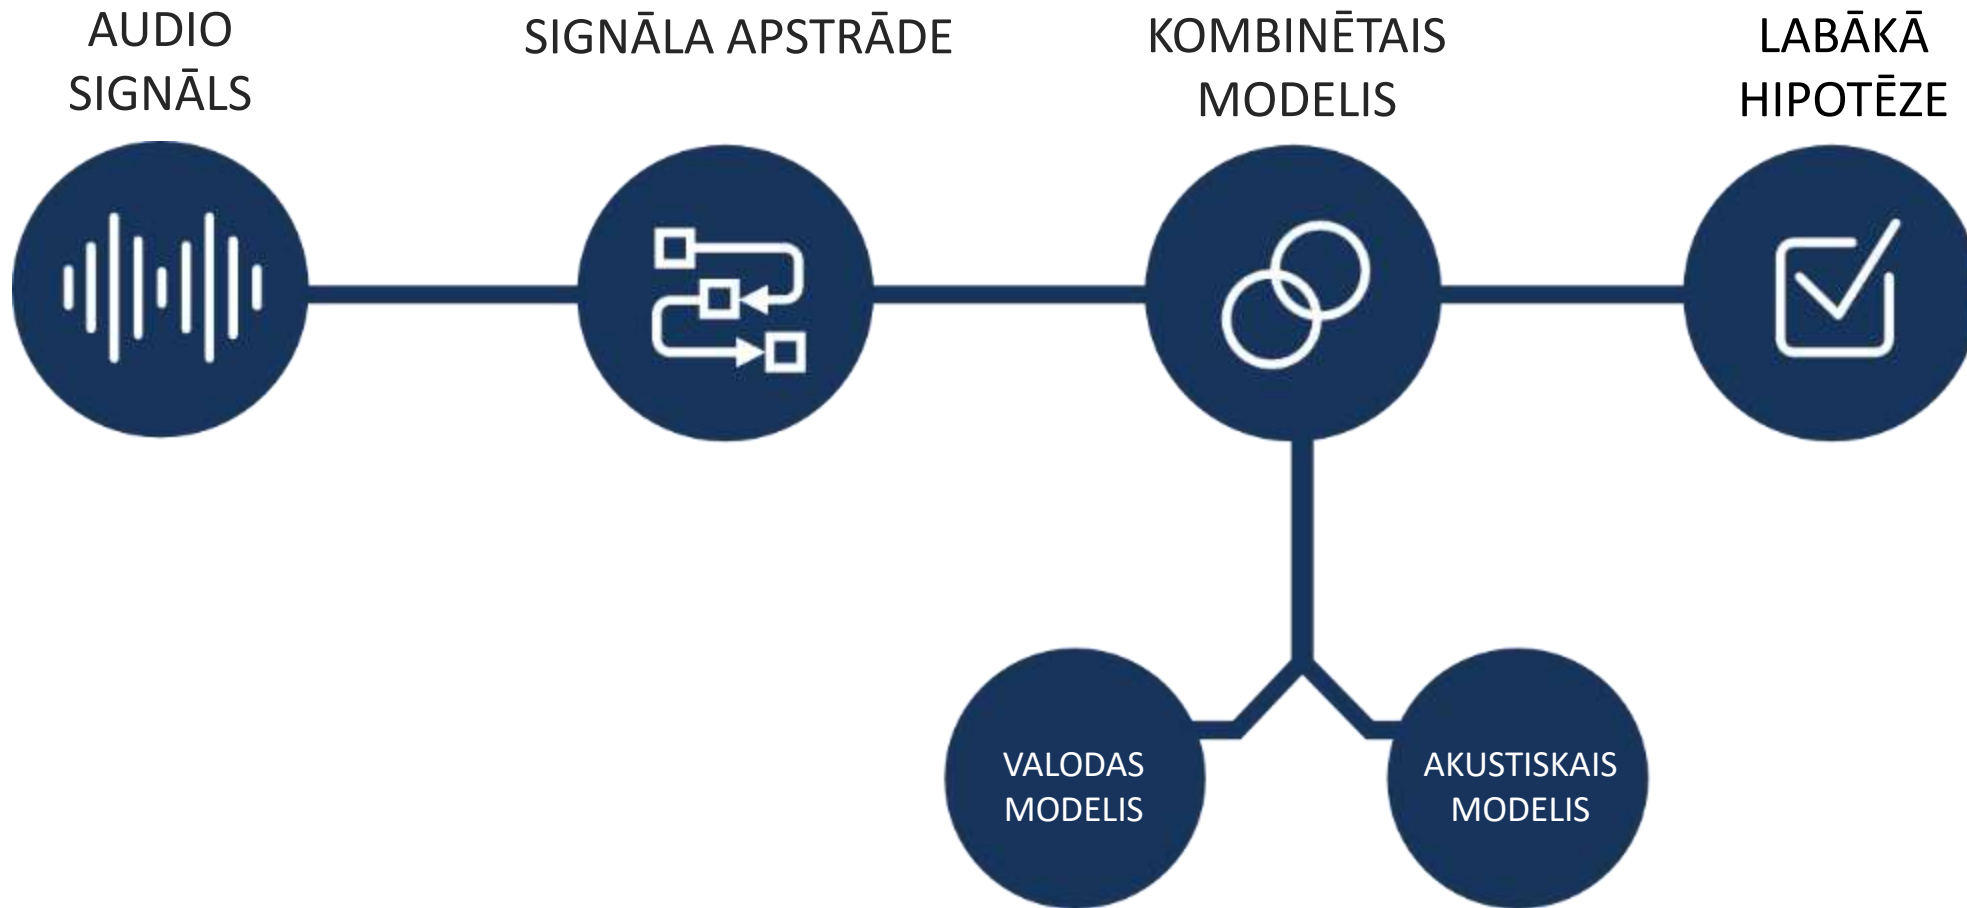 AUDIO
SIGNĀLS
SIGNĀLA APSTRĀDE
KOMBINĒTAIS
MODELIS
LABĀKĀ
HIPOTĒZE
VALODAS
MODELIS
AKUSTISKAIS
MODELIS